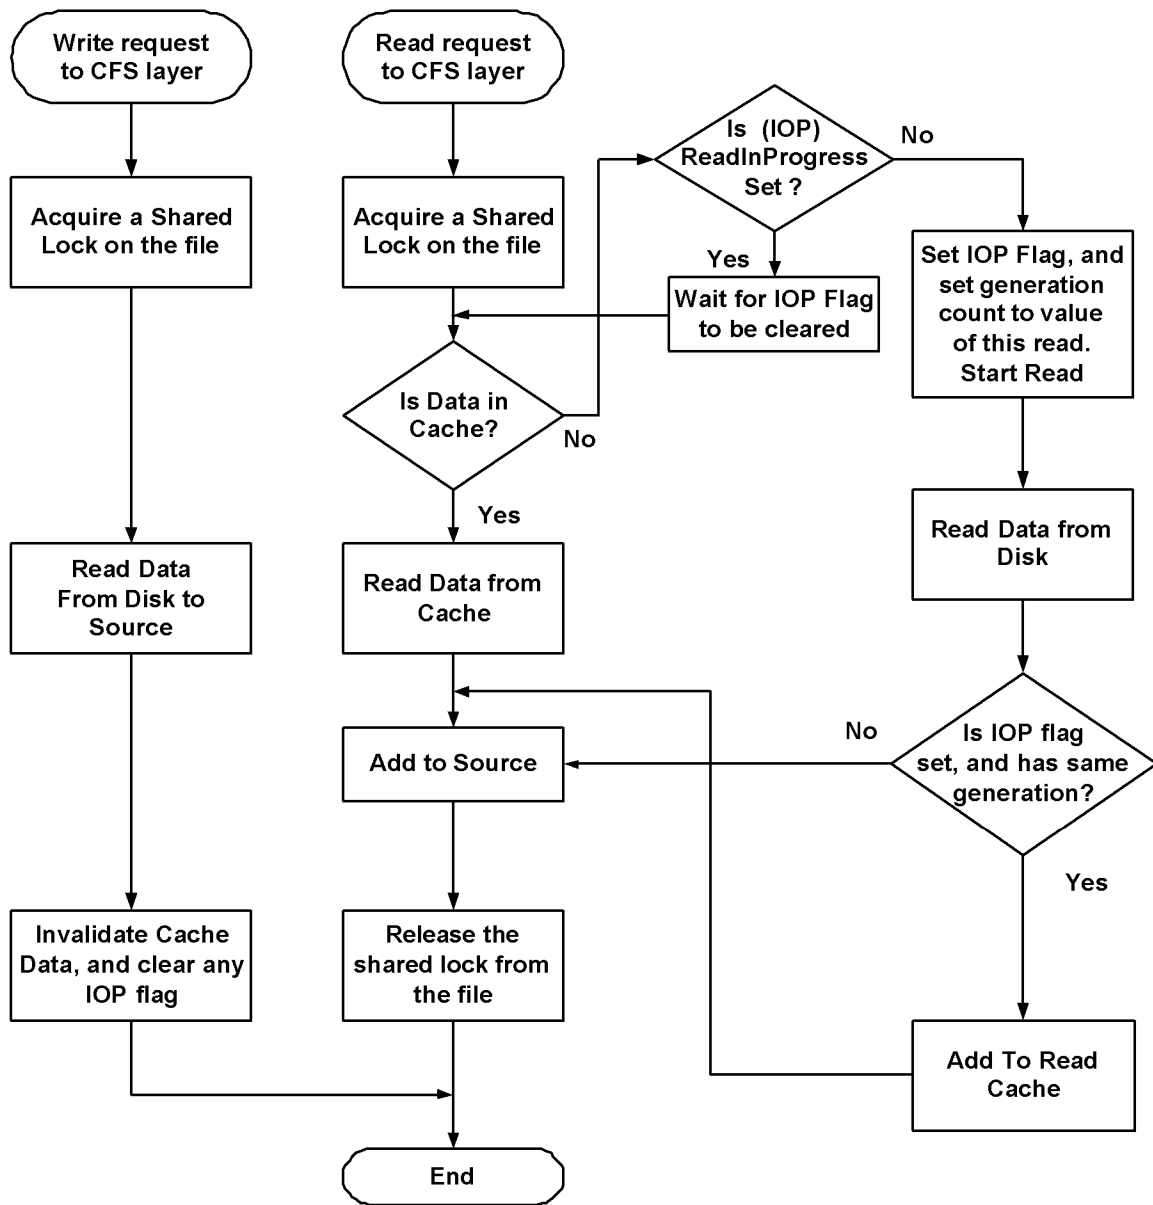 Write request
to CFS layer
Acquire a Shared
Lock on the file
Read Data
From Disk to
Source
Invalidate Cache
Data, and clear any
IOP flag
Read request
to CFS layer
Acquire a Shared
Lock on the file
Is Data in
Cache?
No
Yes
Read Data from
Cache
Add to Source
Release the
shared lock from
the file
End
Is (IOP)
ReadInProgress
Set ?
No
Yes
Wait for IOP Flag
to be cleared
Set IOP Flag, and
set generation
count to value
of this read.
Start Read
Read Data from
Disk
Is IOP flag
set, and has same
generation?
No
Yes
Add To Read
Cache